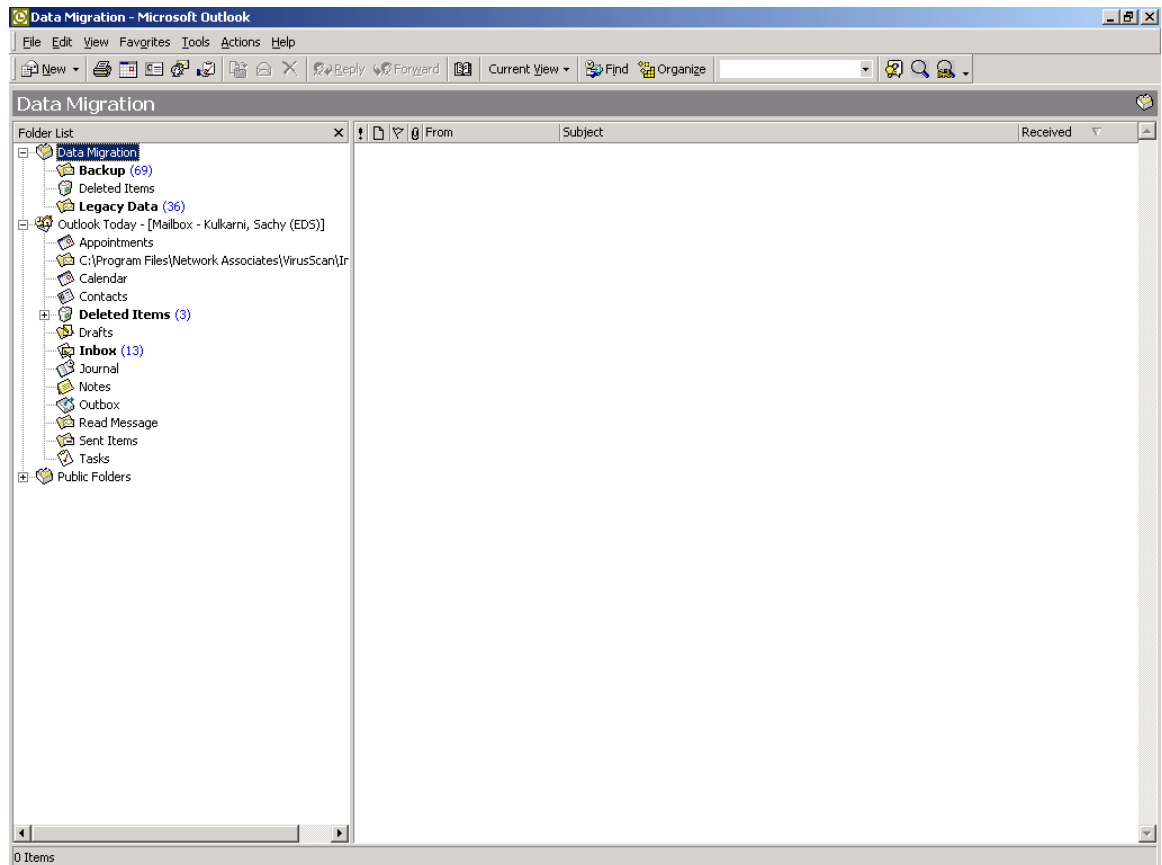 Data Migration - Microsoft Outlook
File Edit View Favorites Tools Actions Help
New Reply Forward Current View Find Organize
Data Migration
Folder List
From Subject Received
Data Migration
Backup (69)
Deleted Items
Legacy Data (36)
Outlook Today - [Mailbox - Kulkarni, Sachy (EDS)]
Appointments
C:\Program Files\Network Associates\VirusScan\Ir
Calendar
Contacts
Deleted Items (3)
Drafts
Inbox (13)
Journal
Notes
Outbox
Read Message
Sent Items
Tasks
Public Folders
0 Items